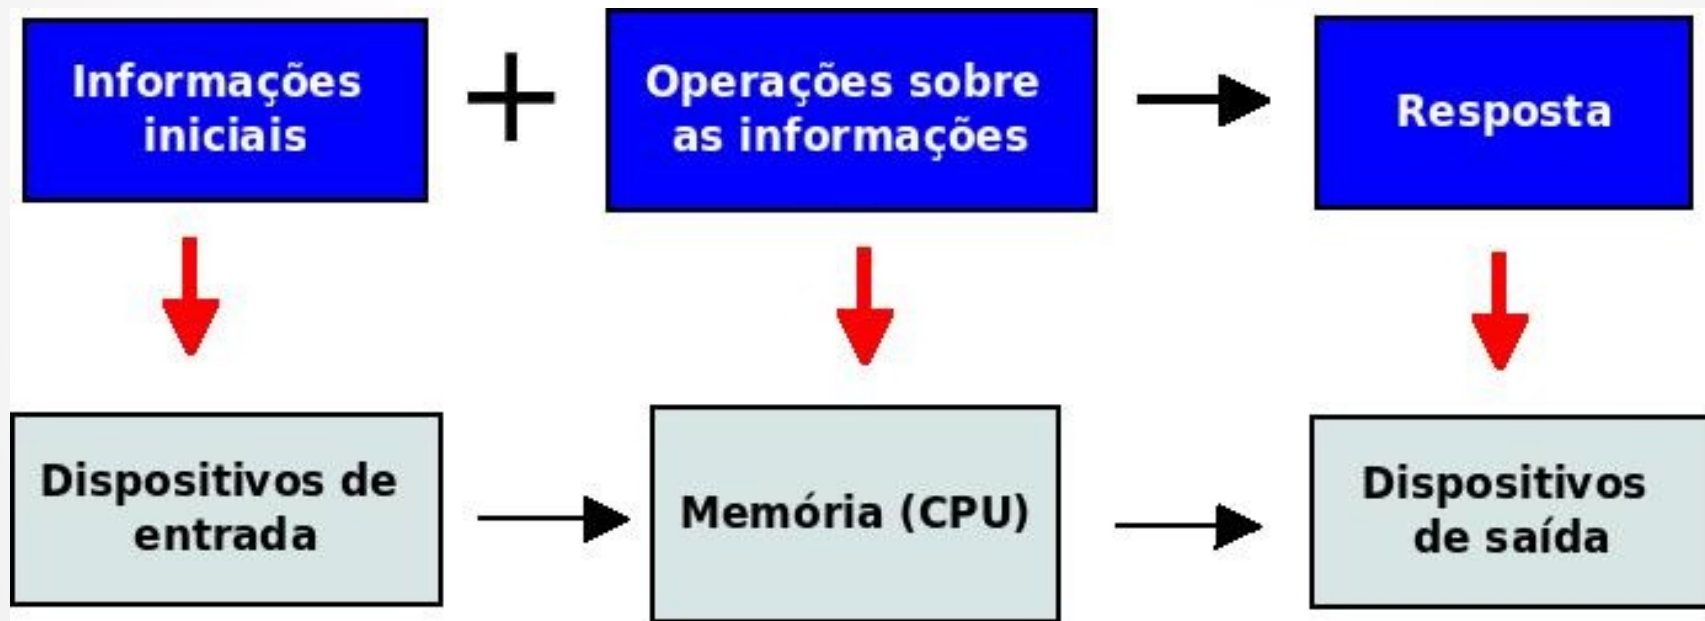 Informações
iniciais
+
Operações sobre
as informações
Resposta
Dispositivos de
entrada
Memória (CPU)
Dispositivos
de saída